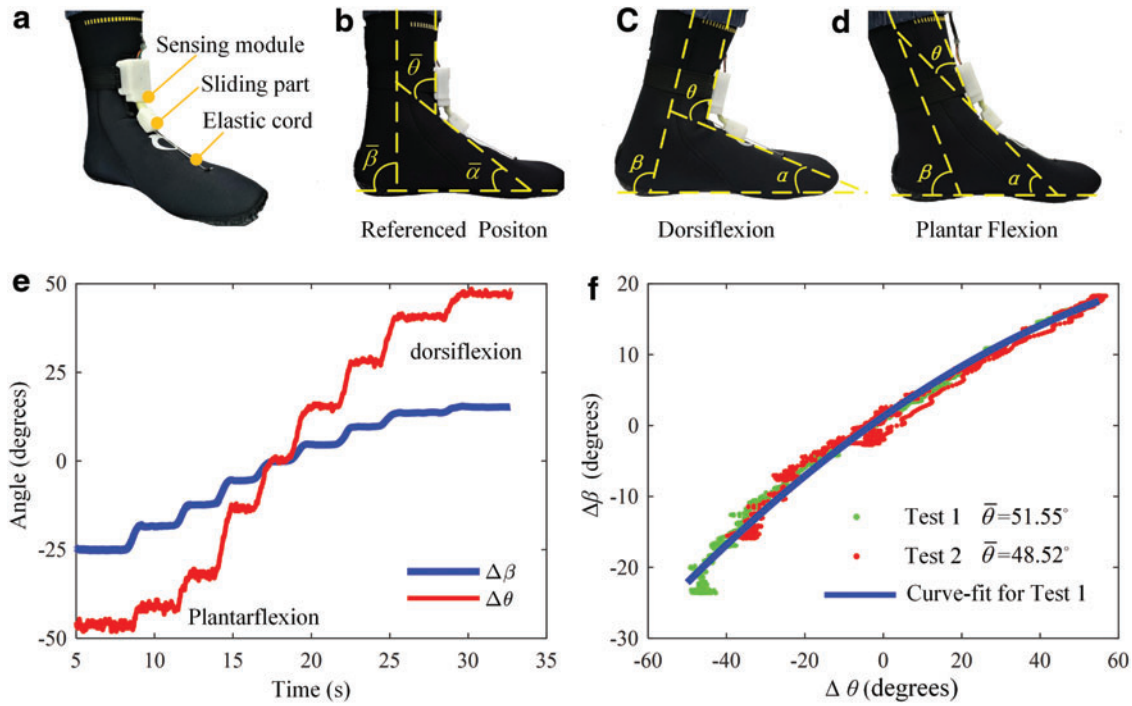 a
Sensing module
Sliding part
Elastic cord
b
θ̅
β̅
α̅
Referenced Positon
c
θ
β
α
Dorsiflexion
d
θ
β
α
Plantar Flexion
e
Angle (degrees)
50
25
0
-25
-50
dorsiflexion
Plantarflexion
Δβ
Δθ
5 10 15 20 25 30 35
Time (s)
f
Δβ (degrees)
20
10
0
-10
-20
-30
Test 1 θ̅=51.55°
Test 2 θ̅=48.52°
Curve-fit for Test 1
-60 -40 -20 0 20 40 60
Δ θ (degrees)